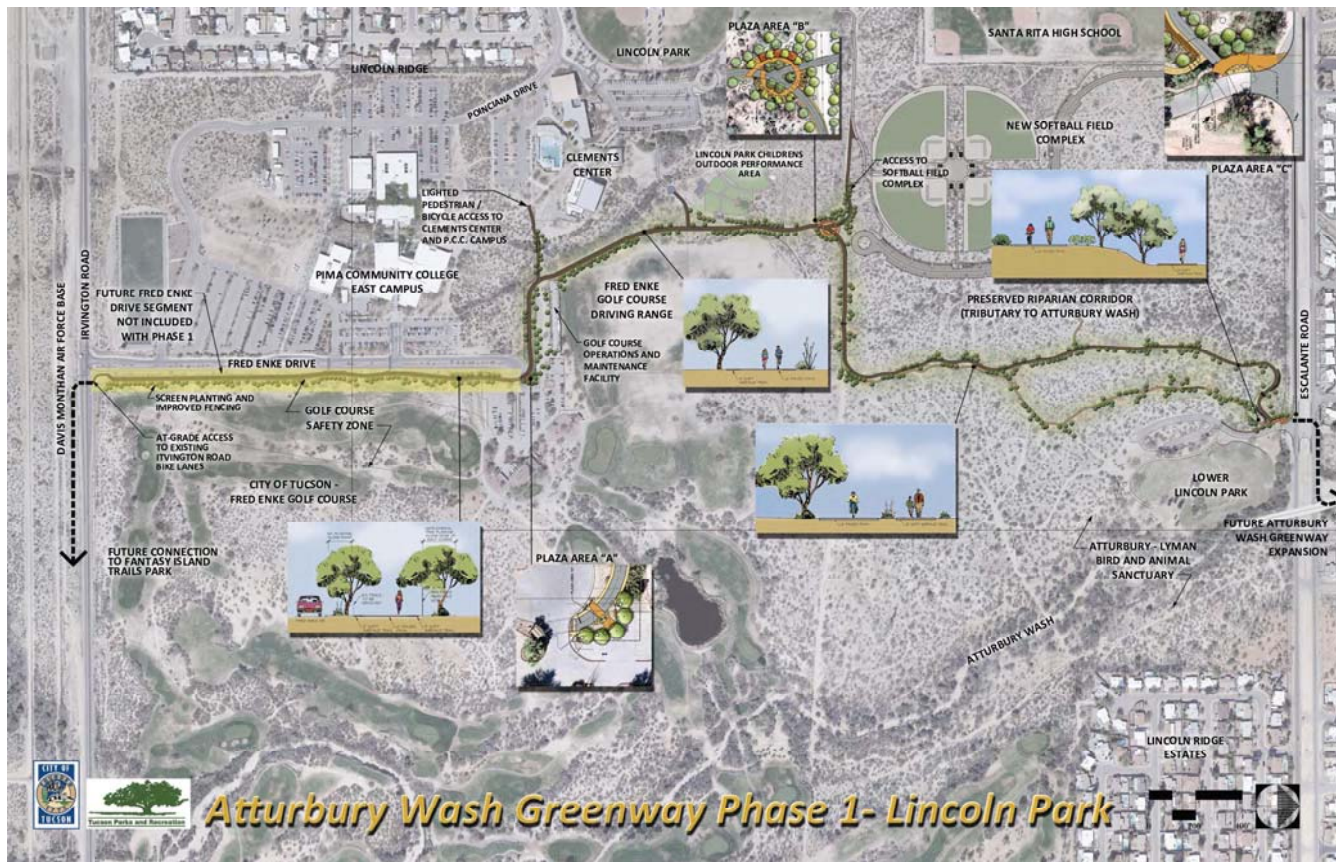 PLAZA AREA "B"
LINCOLN PARK
SANTA RITA HIGH SCHOOL
LINCOLN RIDGE
POINCIANA DRIVE
NEW SOFTBALL FIELD
COMPLEX
CLEMENTS
CENTER
LINCOLN PARK CHILDRENS
OUTDOOR PERFORMANCE
AREA
ACCESS TO
SOFTBALL FIELD
COMPLEX
PLAZA AREA "C"
LIGHTED
PEDESTRIAN /
BICYCLE ACCESS TO
CLEMENTS CENTER
AND P.C.C. CAMPUS
PIMA COMMUNITY COLLEGE
EAST CAMPUS
DAVIS MONTHAN AIR FORCE BASE
IRVINGTON ROAD
FUTURE FRED ENKE
DRIVE SEGMENT
NOT INCLUDED
WITH PHASE 1
FRED ENKE
GOLF COURSE
DRIVING RANGE
PRESERVED RIPARIAN CORRIDOR
(TRIBUTARY TO ATTURBURY WASH)
GOLF COURSE
OPERATIONS AND
MAINTENANCE
FACILITY
ESCALANTE ROAD
FRED ENKE DRIVE
SCREEN PLANTING AND
IMPROVED FENCING
GOLF COURSE
SAFETY ZONE
AT-GRADE ACCESS
TO EXISTING
ITVINGTON ROAD
BIKE LANES
CITY OF TUCSON -
FRED ENKE GOLF COURSE
LOWER
LINCOLN PARK
FUTURE ATTURBURY
WASH GREENWAY
EXPANSION
FUTURE CONNECTION
TO FANTASY ISLAND
TRAILS PARK
PLAZA AREA "A"
ATTURBURY - LYMAN
BIRD AND ANIMAL
SANCTUARY
ATTURBURY WASH
LINCOLN RIDGE
ESTATES
CITY OF
TUCSON
Tucson Parks and Recreation
Atturbury Wash Greenway Phase 1- Lincoln Park